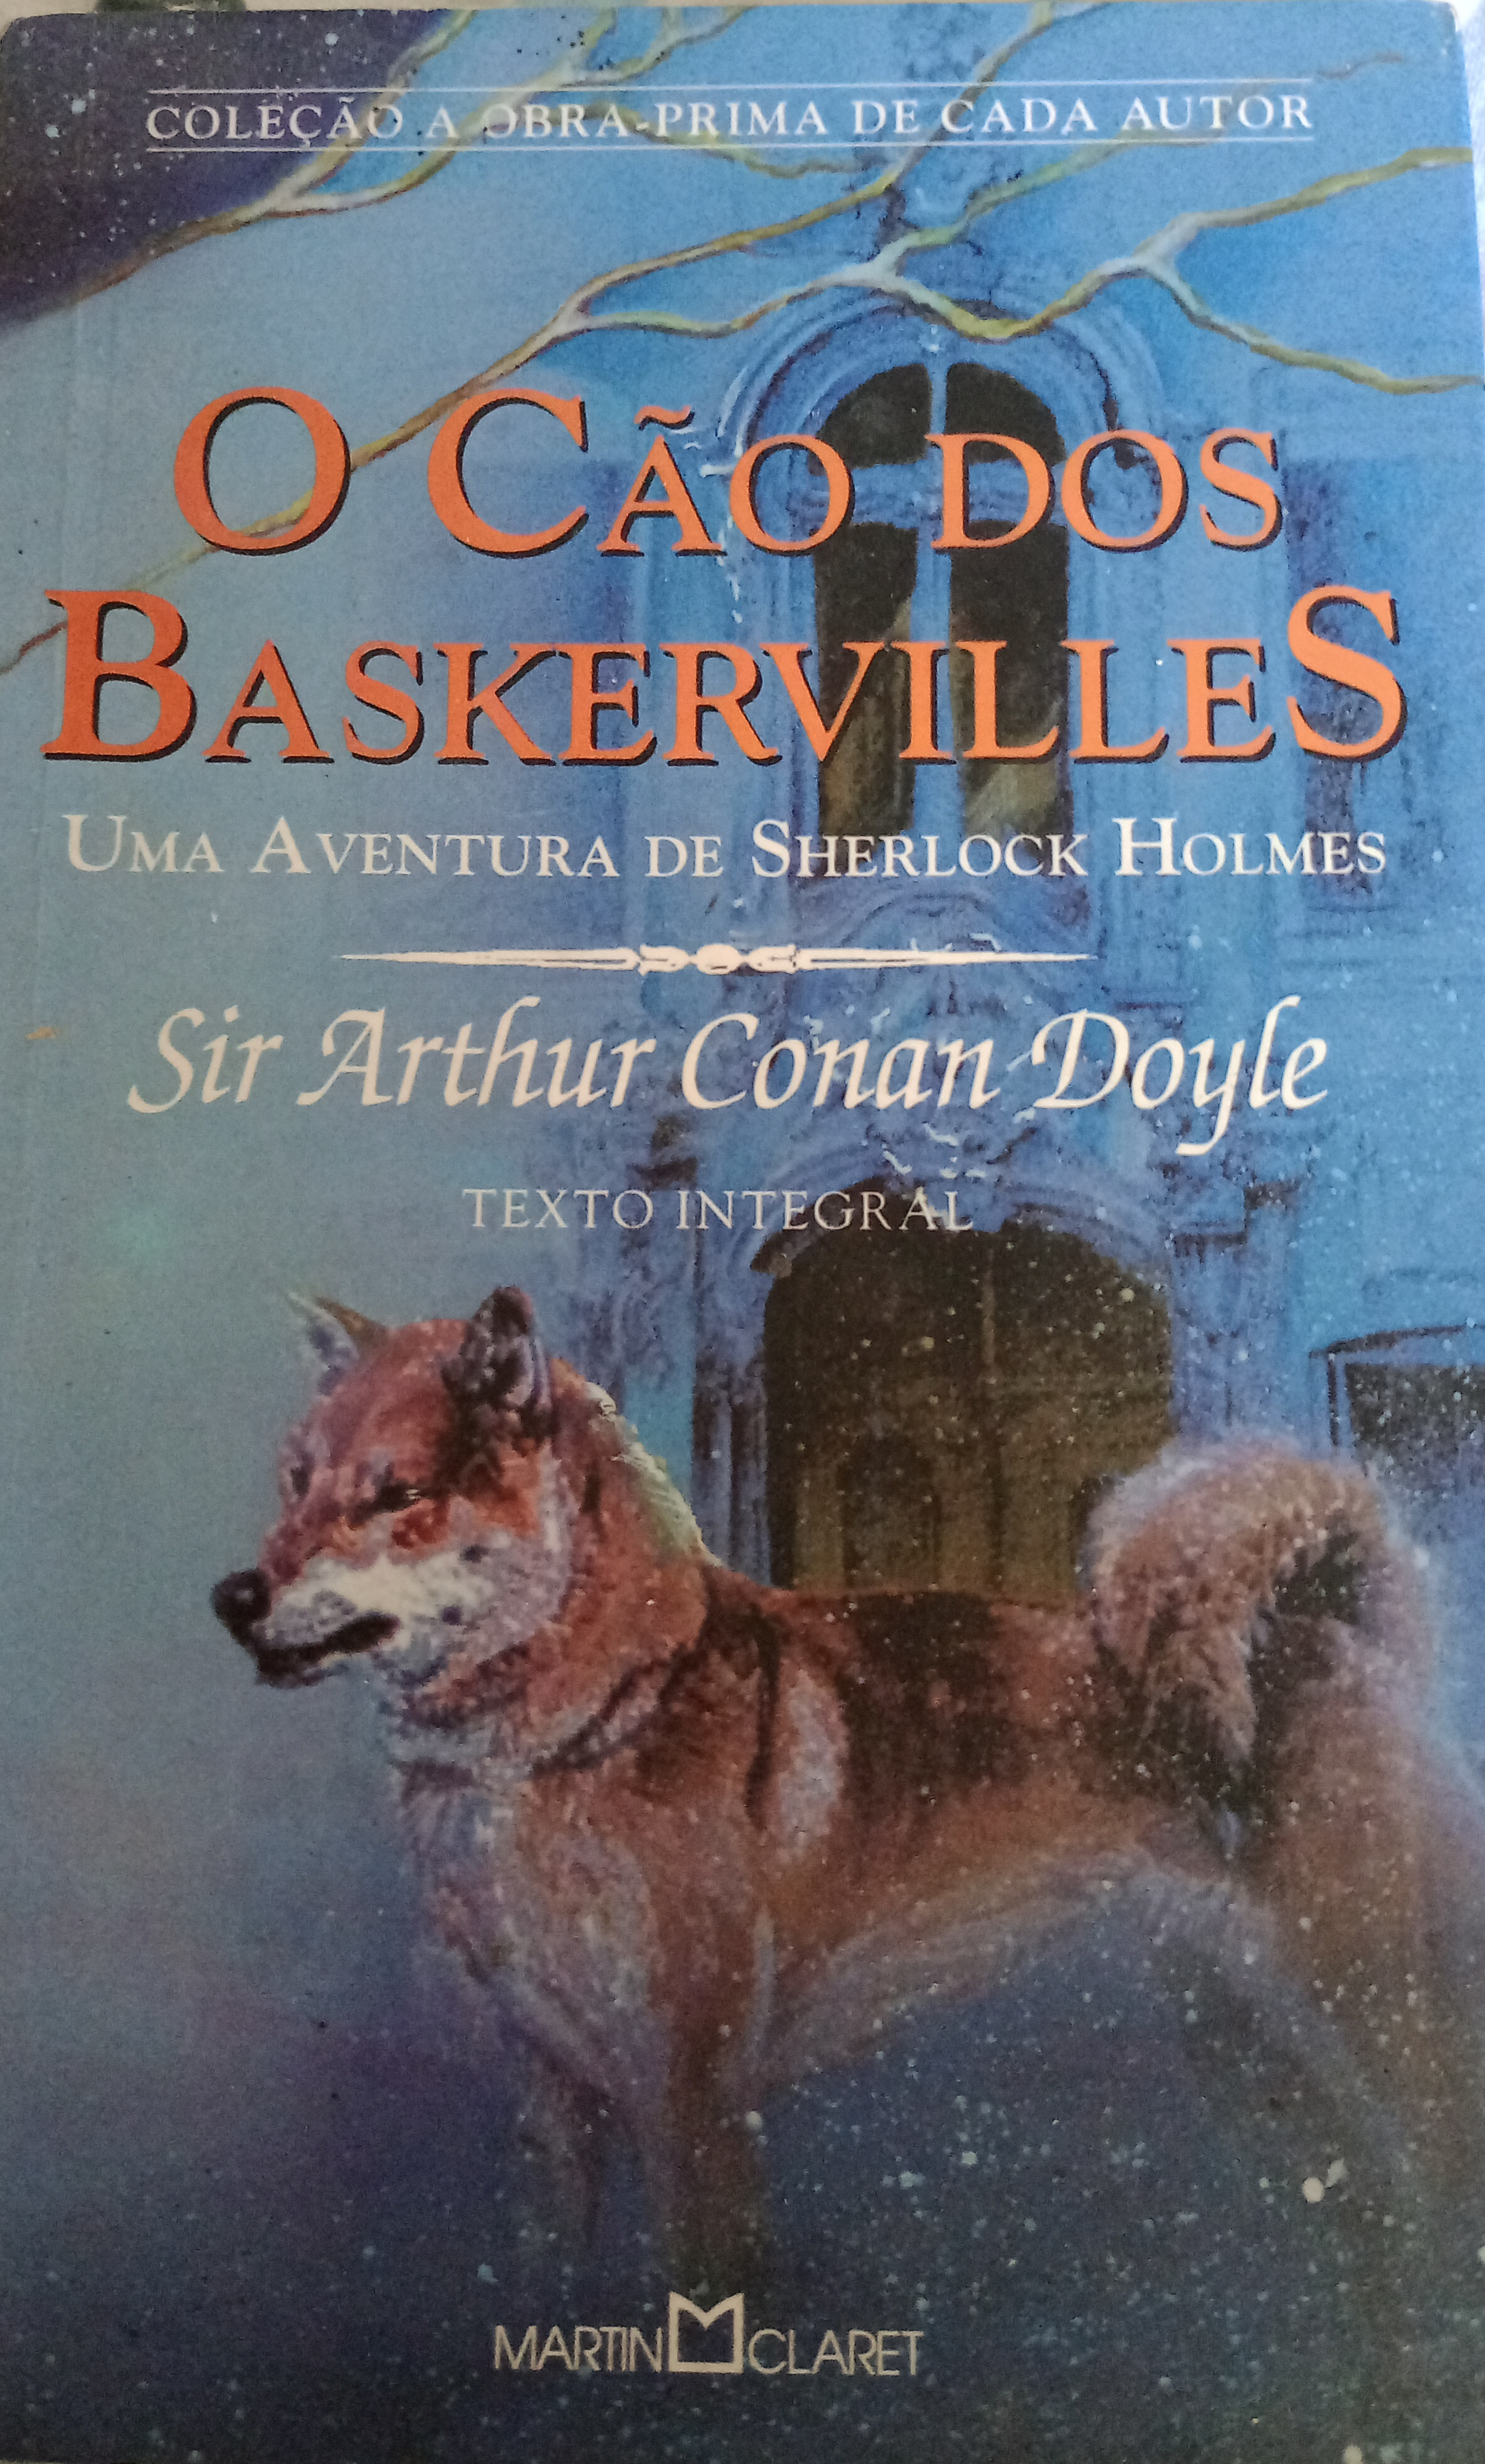 COLEÇÃO A OBRA-PRIMA DE CADA AUTOR
O CÃO DOS
BASKERVILLES
UMA AVENTURA DE SHERLOCK HOLMES
Sir Arthur Conan Doyle
TEXTO INTEGRAL
MARTIN CLARET